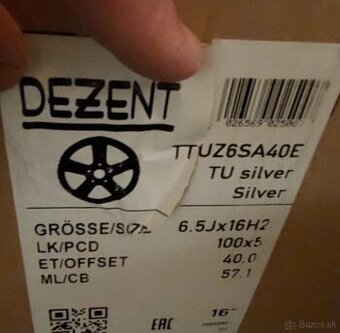 DEZENT
TTUZ6SA40E
TU silver
Silver
GRÖSSE/SIZE 6.5Jx16H2
LK/PCD 100x5
ET/OFFSET 40,0
ML/CB 57,1
16"
EAC
Bazos.sk